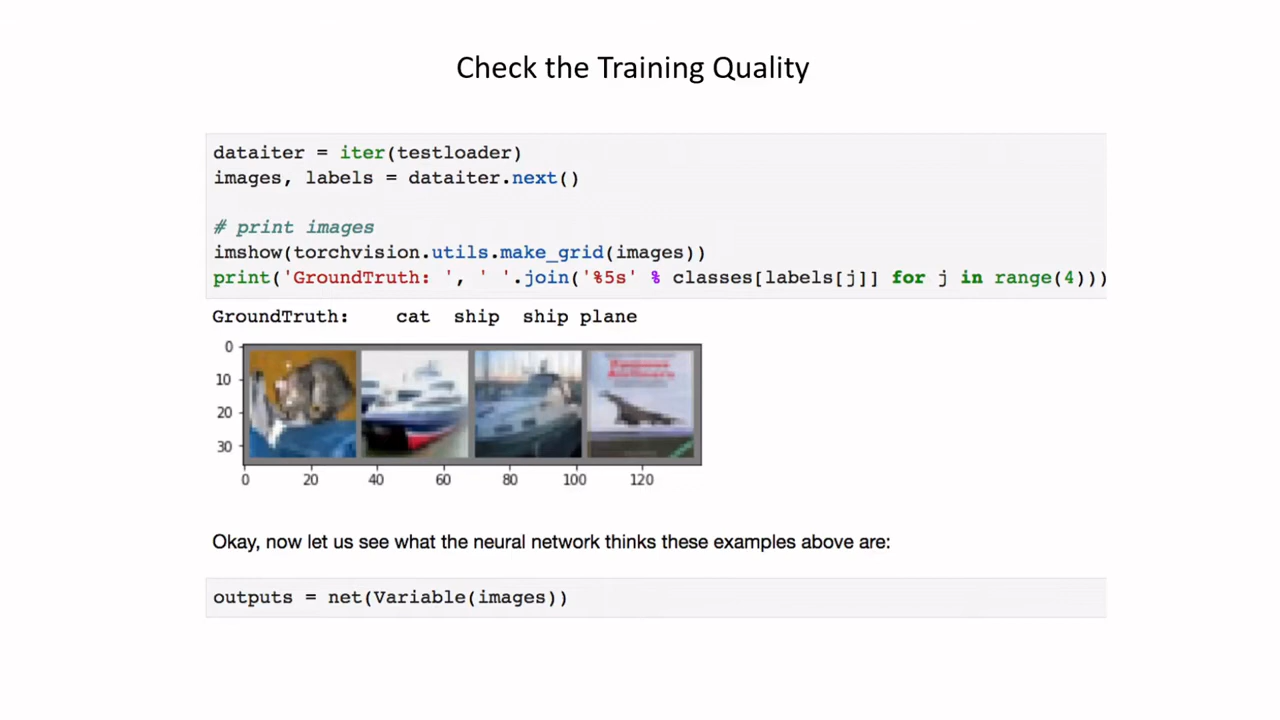 Check the Training Quality
dataiter = iter(testloader)
images, labels = dataiter.next()
# print images
imshow(torchvision.utils.make_grid(images))
print('GroundTruth: ', ' '.join('%5s' % classes[labels[j]] for j in range(4)))
GroundTruth:    cat  ship  ship plane
0
10
20
30
0 20 40 60 80 100 120
Okay, now let us see what the neural network thinks these examples above are:
outputs = net(Variable(images))